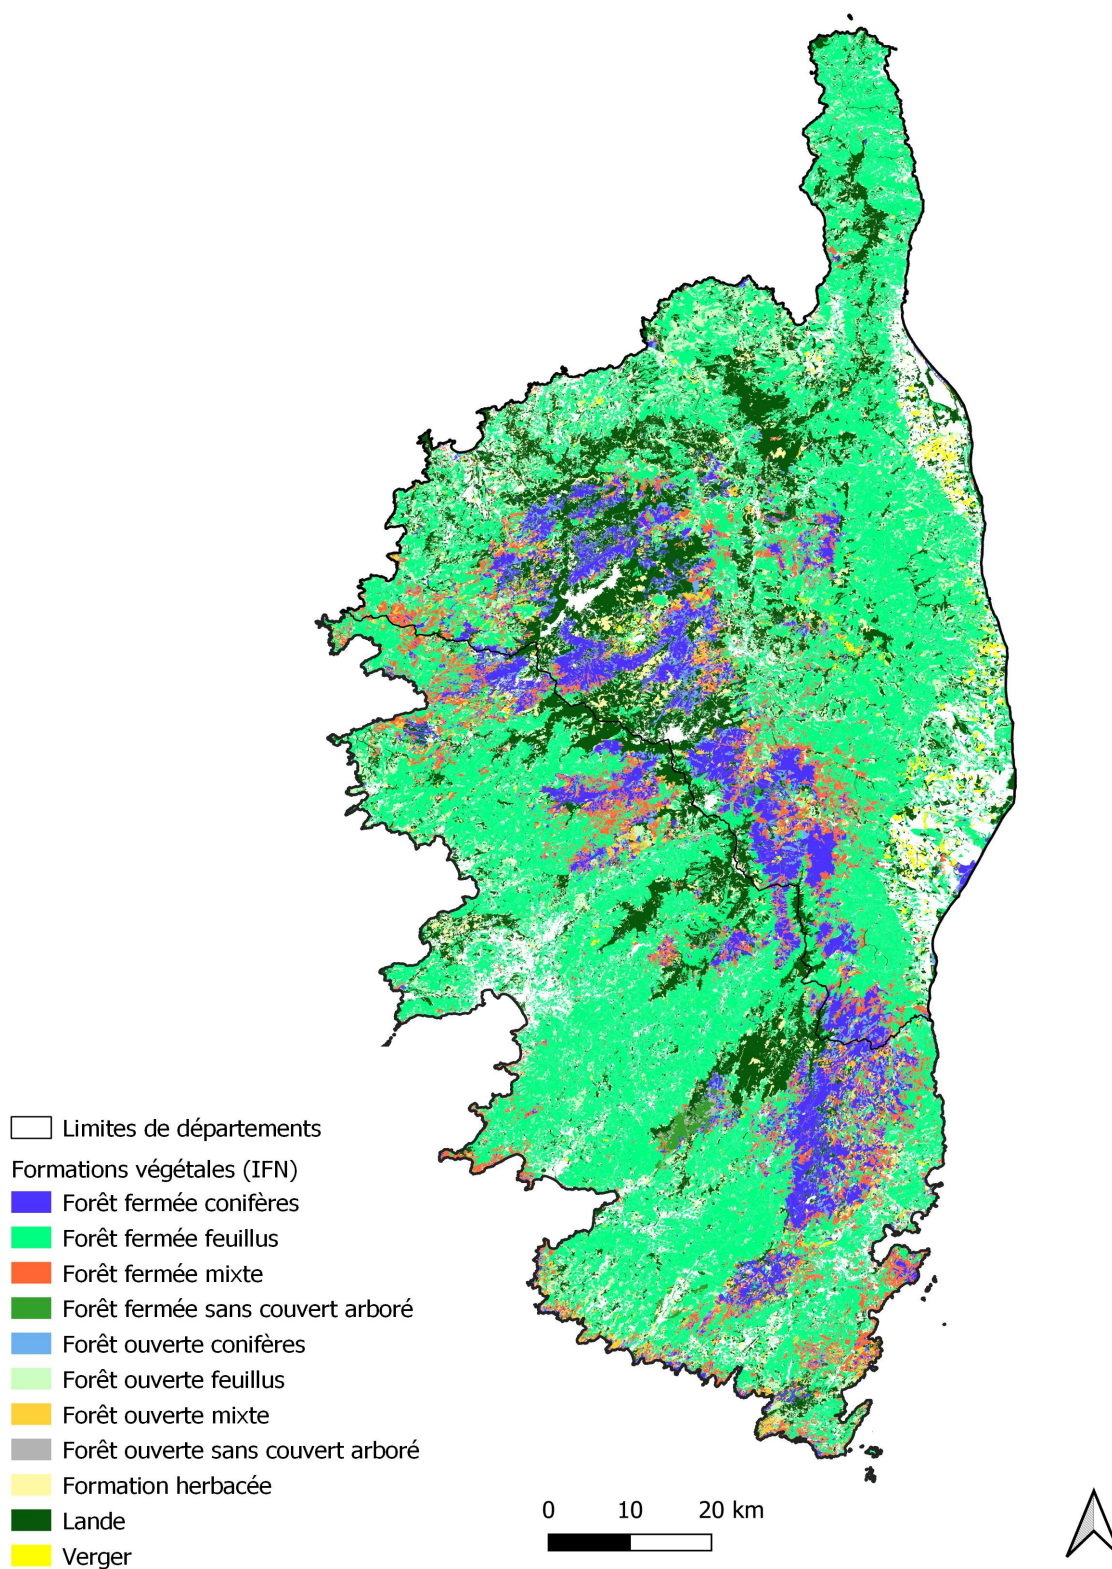 Limites de départements
Formations végétales (IFN)
Forêt fermée conifères
Forêt fermée feuillus
Forêt fermée mixte
Forêt fermée sans couvert arboré
Forêt ouverte conifères
Forêt ouverte feuillus
Forêt ouverte mixte
Forêt ouverte sans couvert arboré
Formation herbacée
Lande
Verger
0 10 20 km